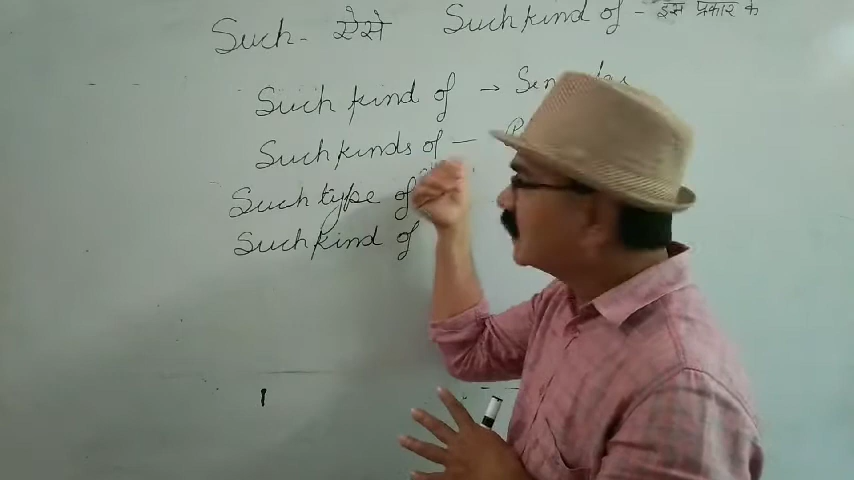 Such - ऐसे Such kind of - इस प्रकार के
Such kind of →
Such kinds of —
Such type of
Such kind of